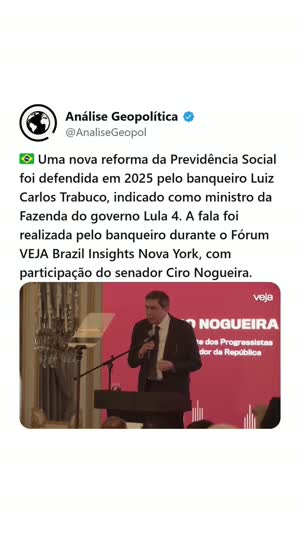 Análise Geopolítica
@AnaliseGeopol
🇧🇷 Uma nova reforma da Previdência Social
foi defendida em 2025 pelo banqueiro Luiz
Carlos Trabuco, indicado como ministro da
Fazenda do governo Lula 4. A fala foi
realizada pelo banqueiro durante o Fórum
VEJA Brazil Insights Nova York, com
participação do senador Ciro Nogueira.
veja
O NOGUEIRA
te dos Progressistas
dor da República